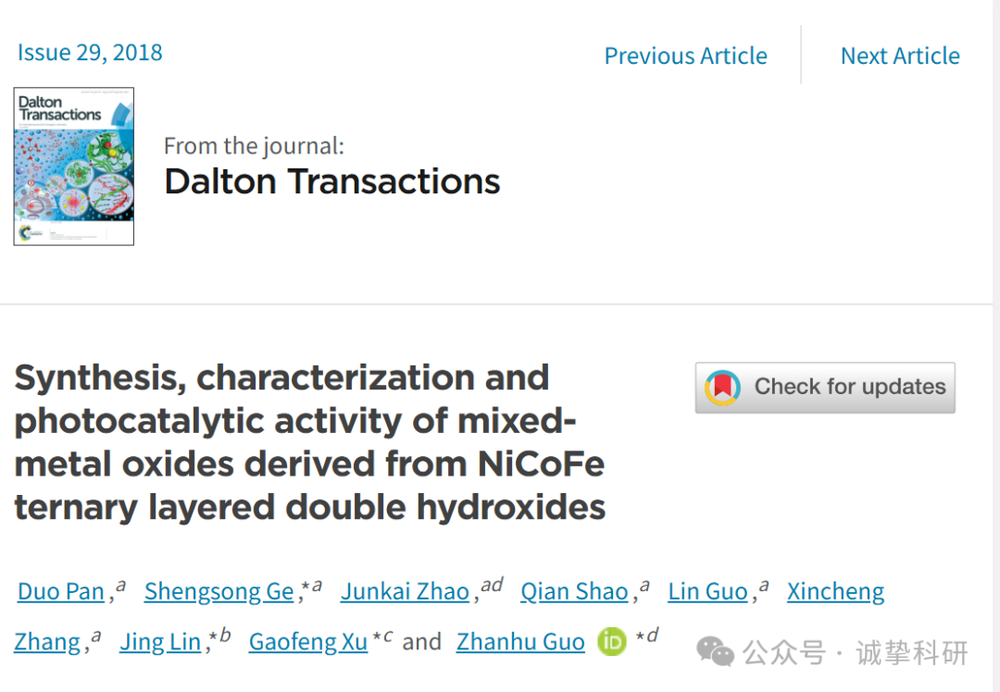 Issue 29, 2018
Previous Article
Next Article
Dalton
Transactions
From the journal:
Dalton Transactions
Synthesis, characterization and
photocatalytic activity of mixed-
metal oxides derived from NiCoFe
ternary layered double hydroxides
Check for updates
Duo Pan,a Shengsong Ge,*a Junkai Zhao,ad Qian Shao,a Lin Guo,a Xincheng
Zhang,a Jing Lin,*b Gaofeng Xu*c and Zhanhu Guo iD *d
公众号 · 诚挚科研